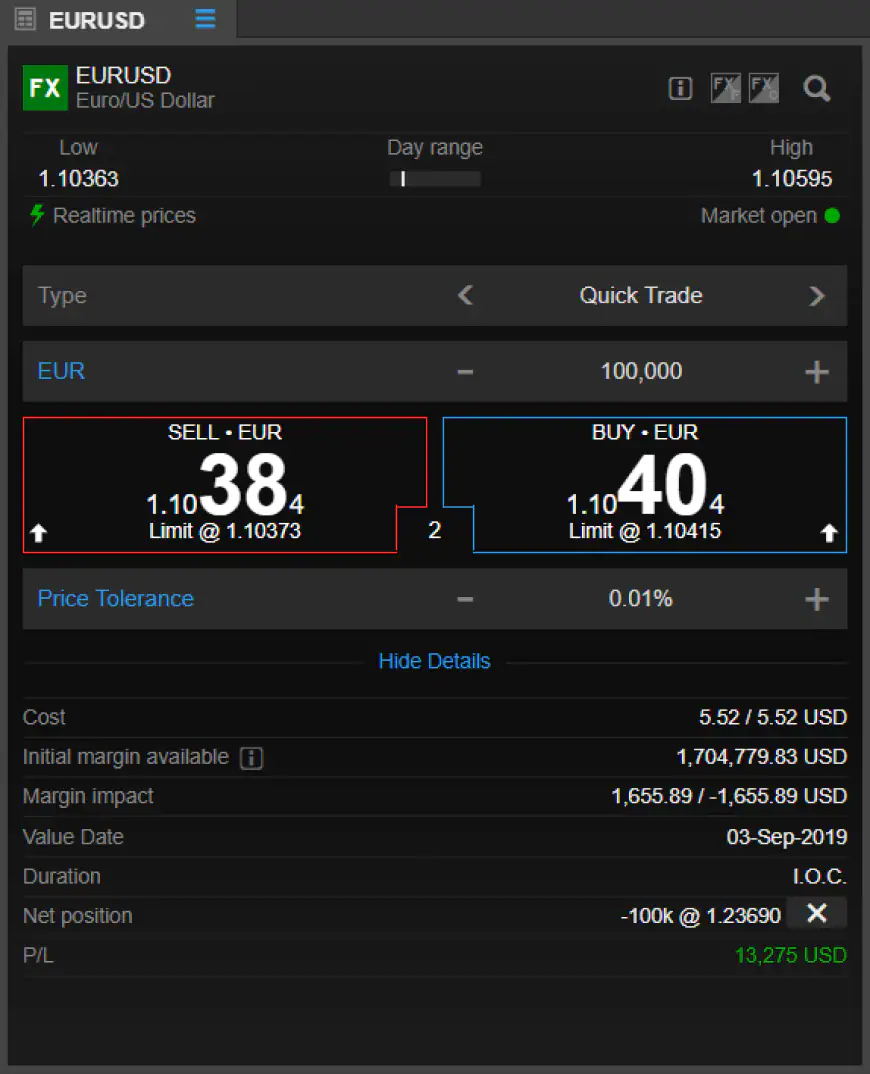 EURUSD
FX EURUSD
Euro/US Dollar
Low Day range High
1.10363 1.10595
Realtime prices Market open
Type Quick Trade
EUR 100,000
SELL • EUR BUY • EUR
1.10384 1.10404
Limit @ 1.10373 2 Limit @ 1.10415
Price Tolerance 0.01%
Hide Details
Cost 5.52 / 5.52 USD
Initial margin available 1,704,779.83 USD
Margin impact 1,655.89 / -1,655.89 USD
Value Date 03-Sep-2019
Duration I.O.C.
Net position -100k @ 1.23690
P/L 13,275 USD